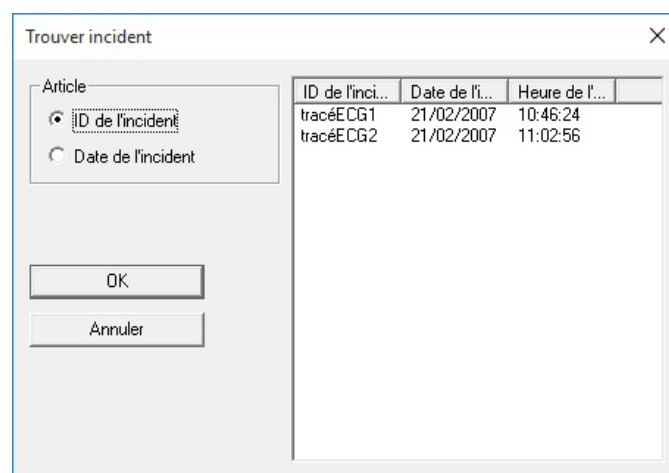 Trouver incident
Article
ID de l'incident
Date de l'incident
OK
Annuler
ID de l'inci... Date de l'i... Heure de l'...
tracéECG1 21/02/2007 10:46:24
tracéECG2 21/02/2007 11:02:56